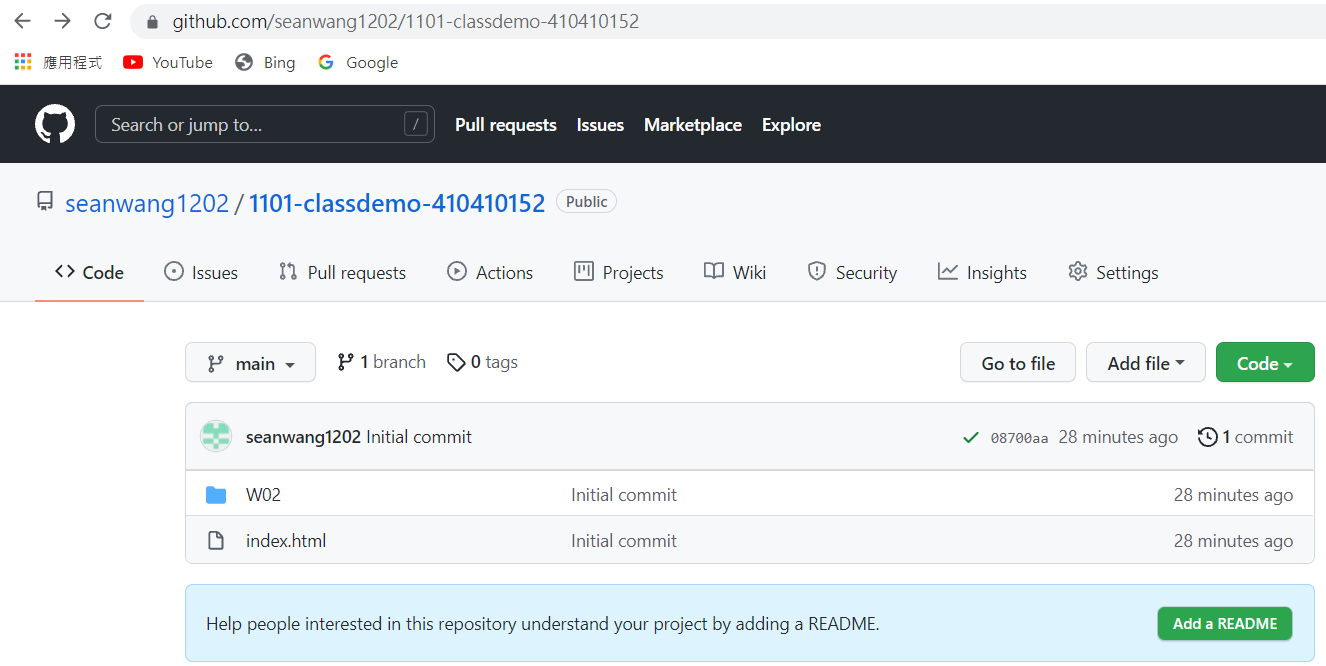 github.com/seanwang1202/1101-classdemo-410410152
應用程式 YouTube Bing Google
Search or jump to... / Pull requests Issues Marketplace Explore
seanwang1202 / 1101-classdemo-410410152 Public
Code Issues Pull requests Actions Projects Wiki Security Insights Settings
main 1 branch 0 tags Go to file Add file Code
seanwang1202 Initial commit 08700aa 28 minutes ago 1 commit
W02 Initial commit 28 minutes ago
index.html Initial commit 28 minutes ago
Help people interested in this repository understand your project by adding a README. Add a README